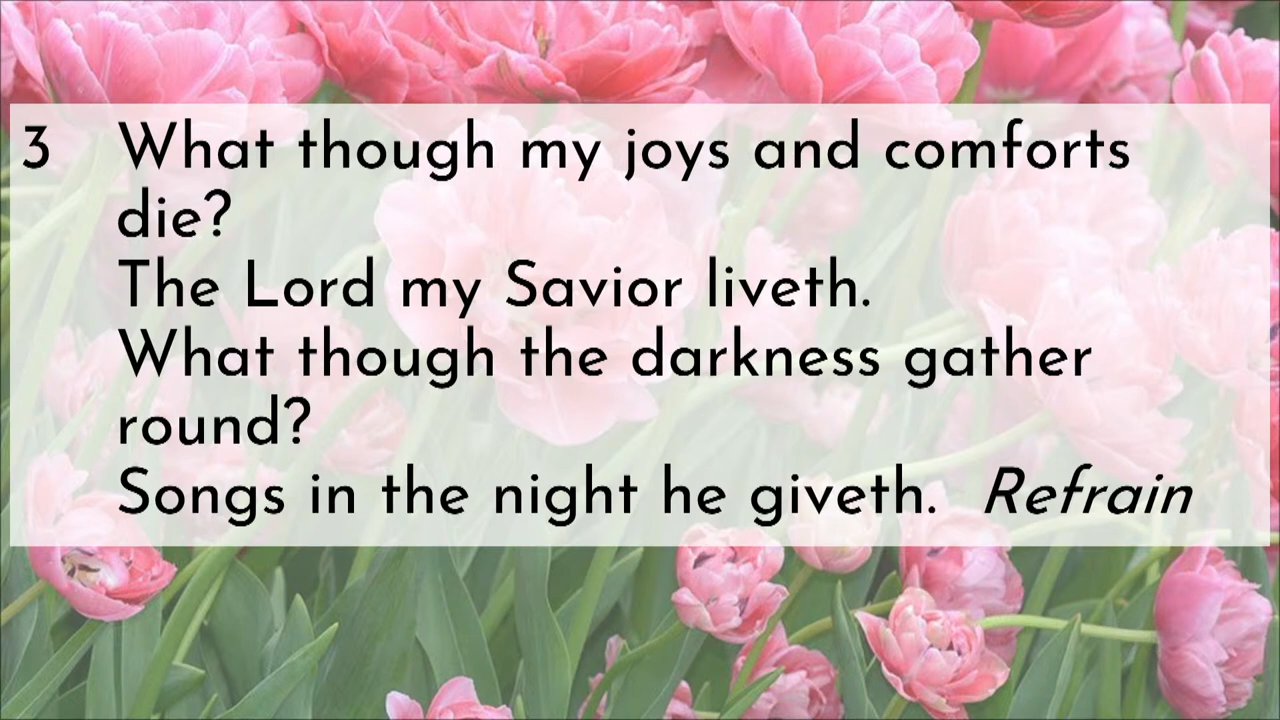 3 What though my joys and comforts
die?
The Lord my Savior liveth.
What though the darkness gather
round?
Songs in the night he giveth. Refrain